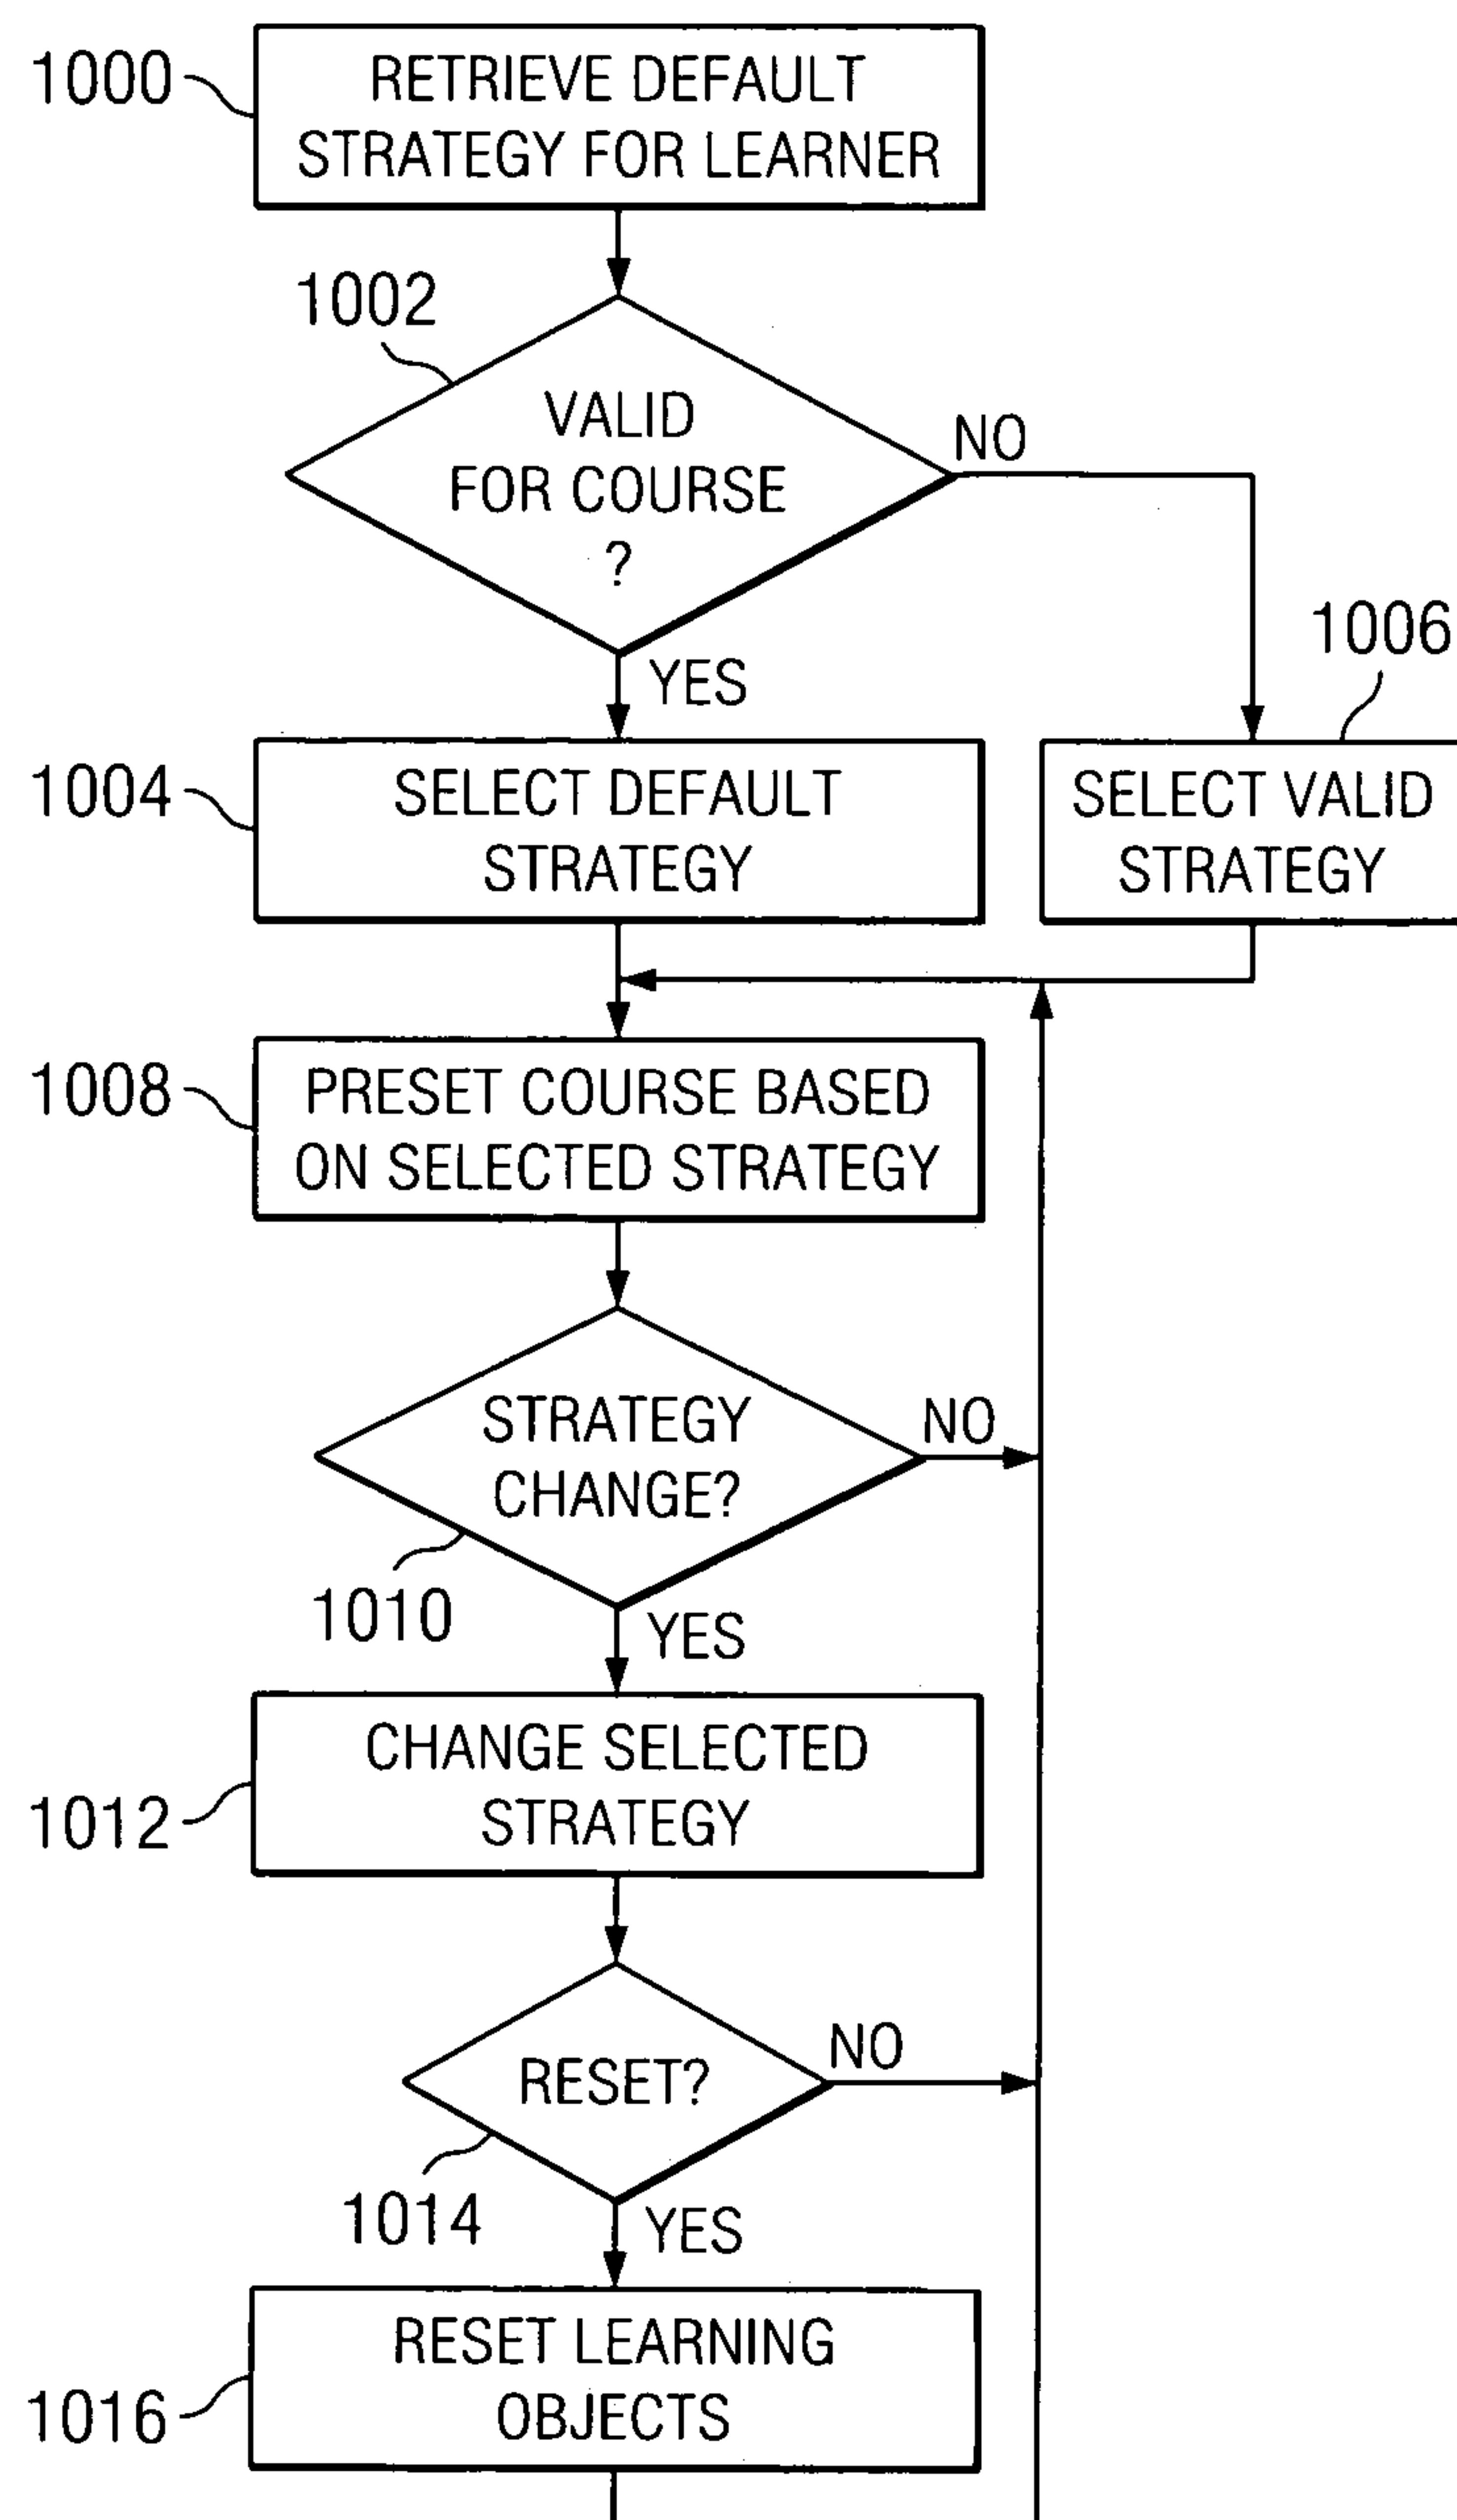 1000
RETRIEVE DEFAULT
STRATEGY FOR LEARNER
1002
VALID
FOR COURSE
?
NO
YES
1006
1004
SELECT DEFAULT
STRATEGY
SELECT VALID
STRATEGY
1008
PRESET COURSE BASED
ON SELECTED STRATEGY
STRATEGY
CHANGE?
NO
1010
YES
CHANGE SELECTED
STRATEGY
1012
RESET?
NO
1014
YES
RESET LEARNING
OBJECTS
1016